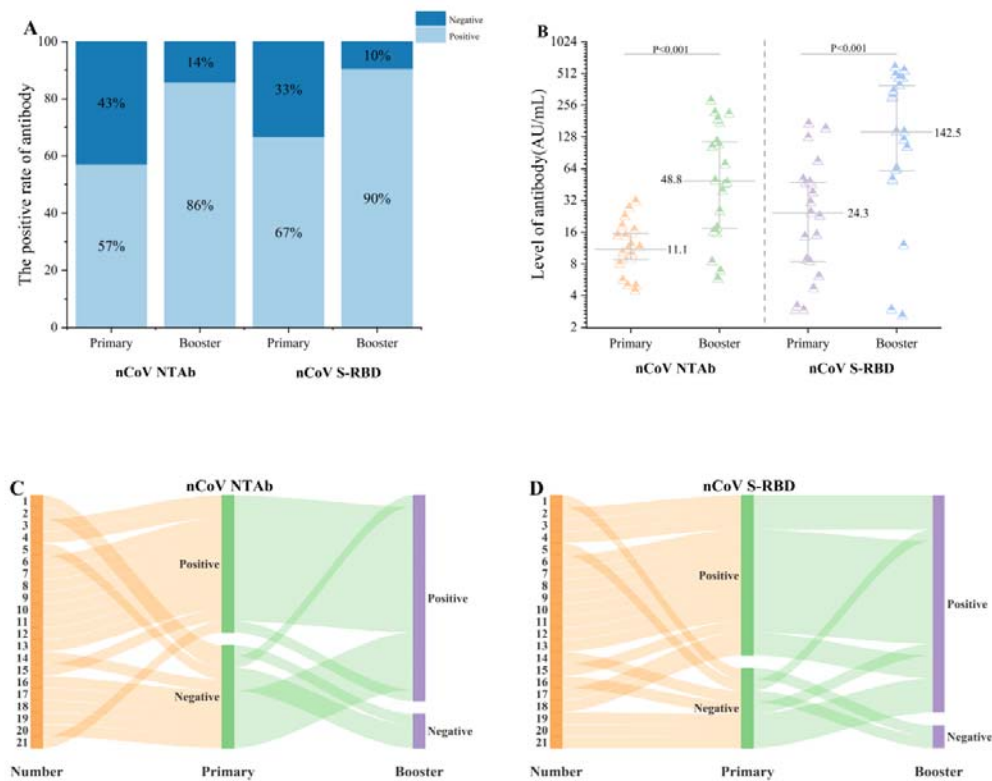 A
Negative
Positive
The positive rate of antibody
100
80
60
40
20
0
43%
57%
14%
86%
33%
67%
10%
90%
Primary
Booster
Primary
Booster
nCoV NTAb
nCoV S-RBD
B
Level of antibody(AU/mL)
1024
512
256
128
64
32
16
8
4
2
P<0.001
P<0.001
11.1
48.8
24.3
142.5
Primary
Booster
Primary
Booster
nCoV NTAb
nCoV S-RBD
C
nCoV NTAb
1
2
3
4
5
6
7
8
9
10
11
12
13
14
15
16
17
18
19
20
21
Positive
Negative
Positive
Negative
Number
Primary
Booster
D
nCoV S-RBD
1
2
3
4
5
6
7
8
9
10
11
12
13
14
15
16
17
18
19
20
21
Positive
Negative
Positive
Negative
Number
Primary
Booster